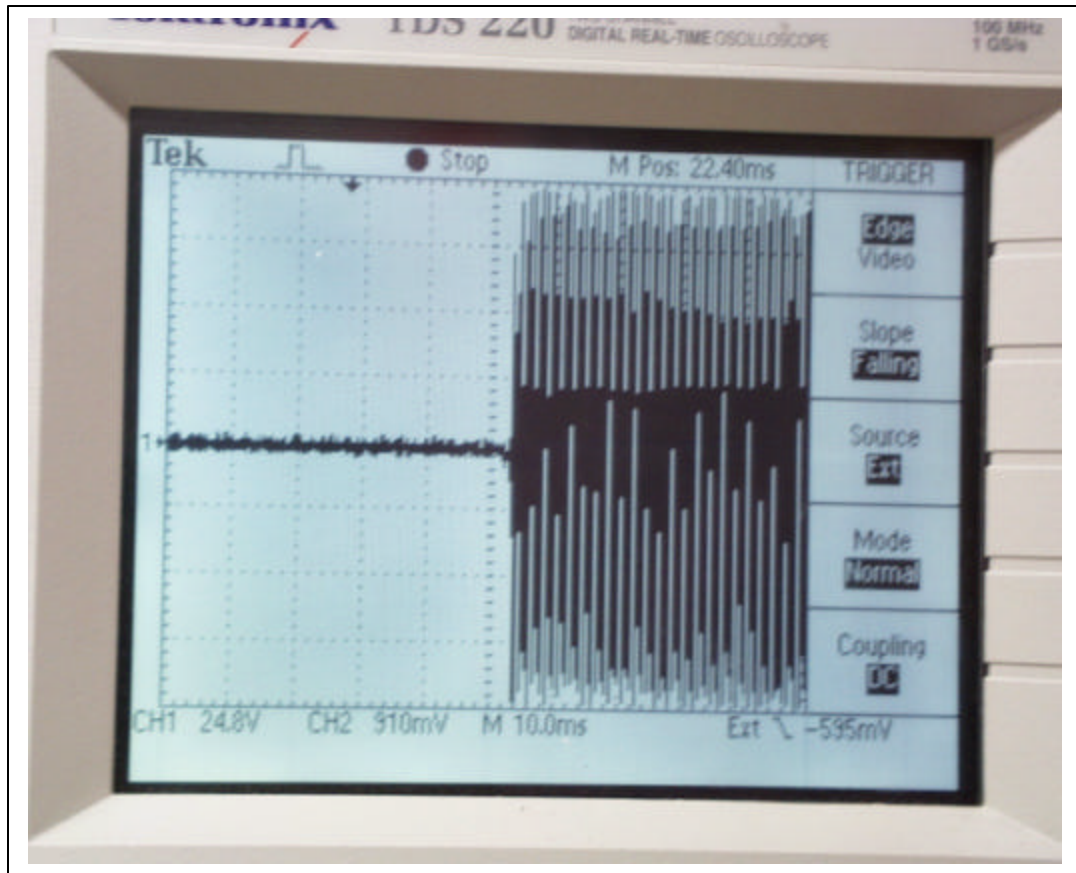 TDS 220 DIGITAL REAL-TIME OSCILLOSCOPE
100 MHz
1 GS/s
Tek Stop M Pos: 22.40ms TRIGGER
Edge
Video
Slope
Falling
1
Source
Ext
Mode
Normal
Coupling
DC
CH1 24.8V CH2 910mV M 10.0ms Ext -595mV